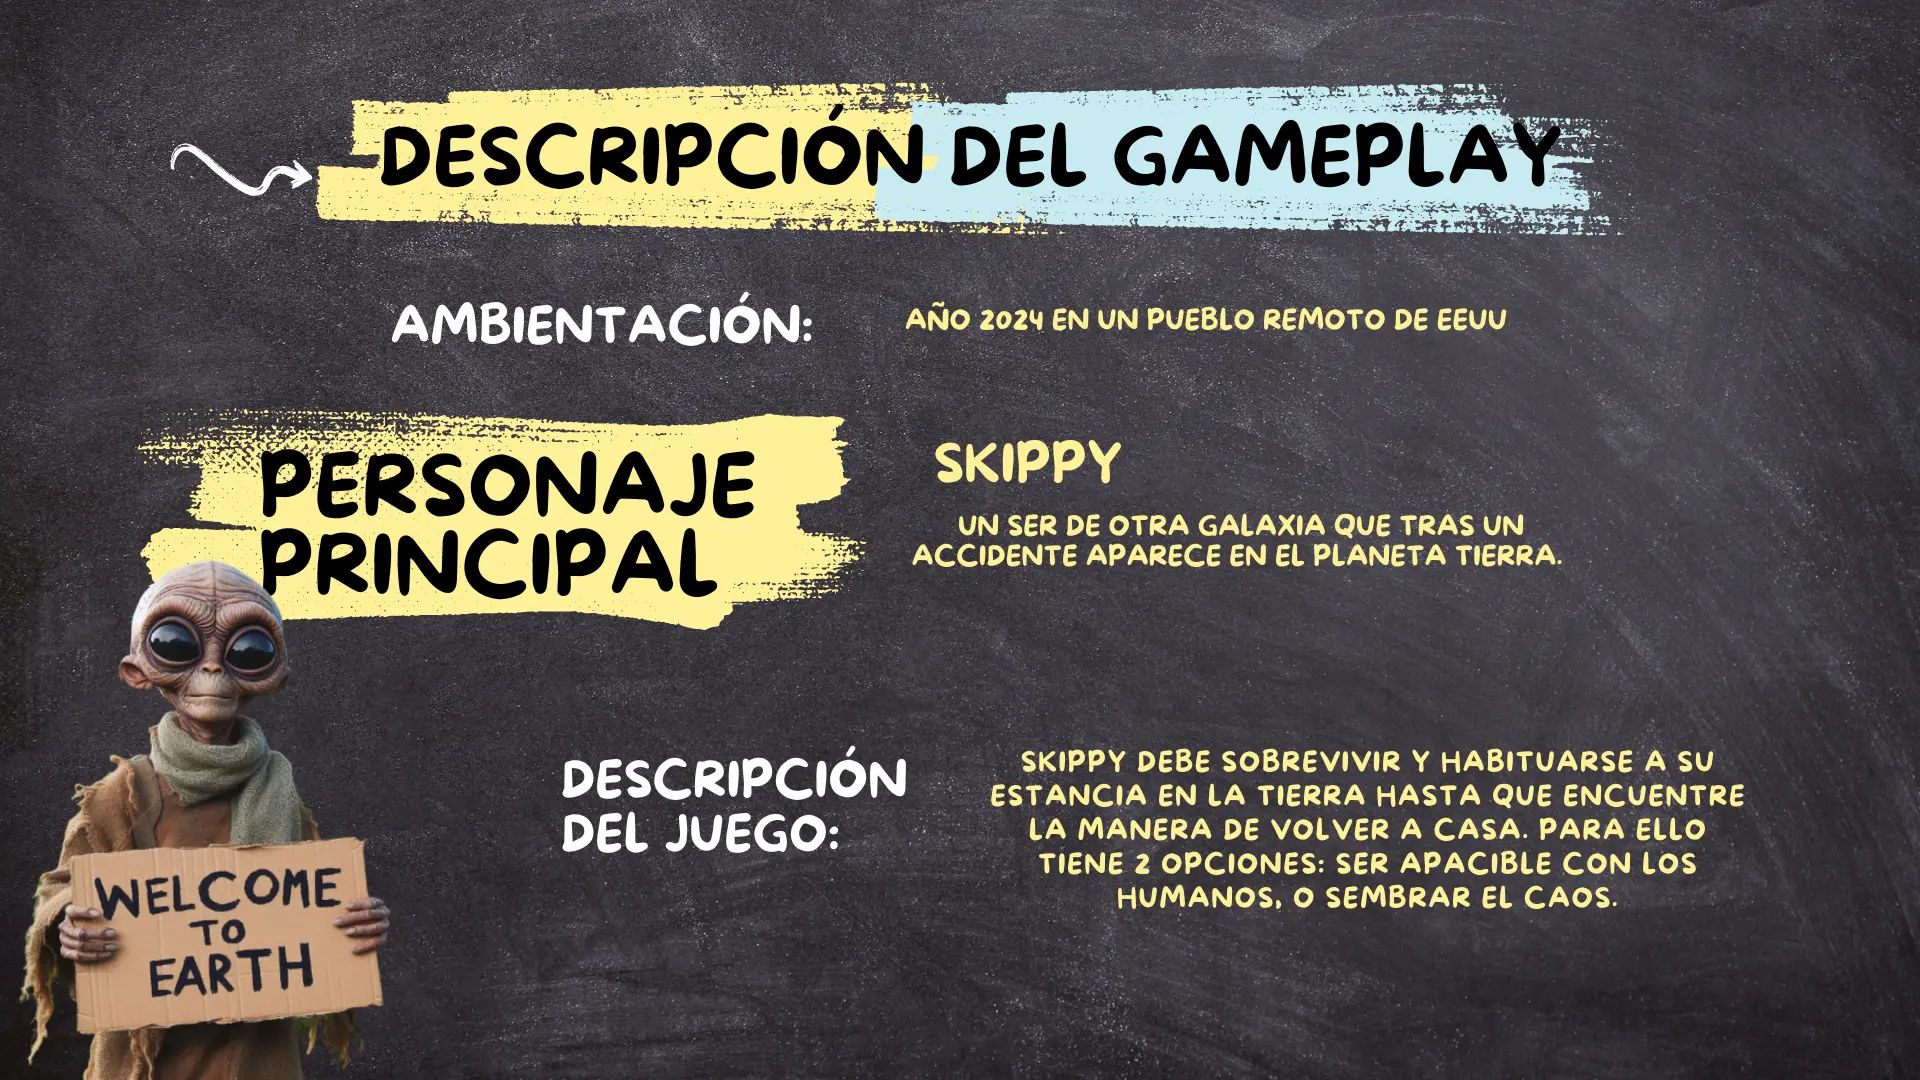 DESCRIPCIÓN DEL GAMEPLAY
AMBIENTACIÓN:
AÑO 2024 EN UN PUEBLO REMOTO DE EEUU
PERSONAJE
PRINCIPAL
SKIPPY
UN SER DE OTRA GALAXIA QUE TRAS UN
ACCIDENTE APARECE EN EL PLANETA TIERRA.
DESCRIPCIÓN
DEL JUEGO:
SKIPPY DEBE SOBREVIVIR Y HABITUARSE A SU
ESTANCIA EN LA TIERRA HASTA QUE ENCUENTRE
LA MANERA DE VOLVER A CASA. PARA ELLO
TIENE 2 OPCIONES: SER APACIBLE CON LOS
HUMANOS, O SEMBRAR EL CAOS.
WELCOME
TO
EARTH